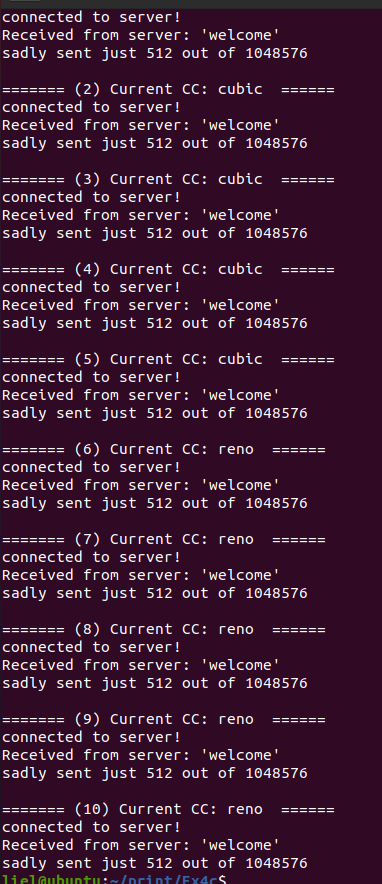 connected to server!
Received from server: 'welcome'
sadly sent just 512 out of 1048576
======= (2) Current CC: cubic  ======
connected to server!
Received from server: 'welcome'
sadly sent just 512 out of 1048576
======= (3) Current CC: cubic  ======
connected to server!
Received from server: 'welcome'
sadly sent just 512 out of 1048576
======= (4) Current CC: cubic  ======
connected to server!
Received from server: 'welcome'
sadly sent just 512 out of 1048576
======= (5) Current CC: cubic  ======
connected to server!
Received from server: 'welcome'
sadly sent just 512 out of 1048576
======= (6) Current CC: reno  ======
connected to server!
Received from server: 'welcome'
sadly sent just 512 out of 1048576
======= (7) Current CC: reno  ======
connected to server!
Received from server: 'welcome'
sadly sent just 512 out of 1048576
======= (8) Current CC: reno  ======
connected to server!
Received from server: 'welcome'
sadly sent just 512 out of 1048576
======= (9) Current CC: reno  ======
connected to server!
Received from server: 'welcome'
sadly sent just 512 out of 1048576
======= (10) Current CC: reno  ======
connected to server!
Received from server: 'welcome'
sadly sent just 512 out of 1048576
liel@ubuntu:~/print/Ex4c$